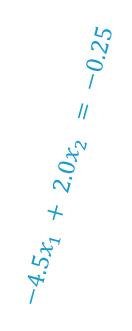 −4.5x₁ + 2.0x₂ = −0.25